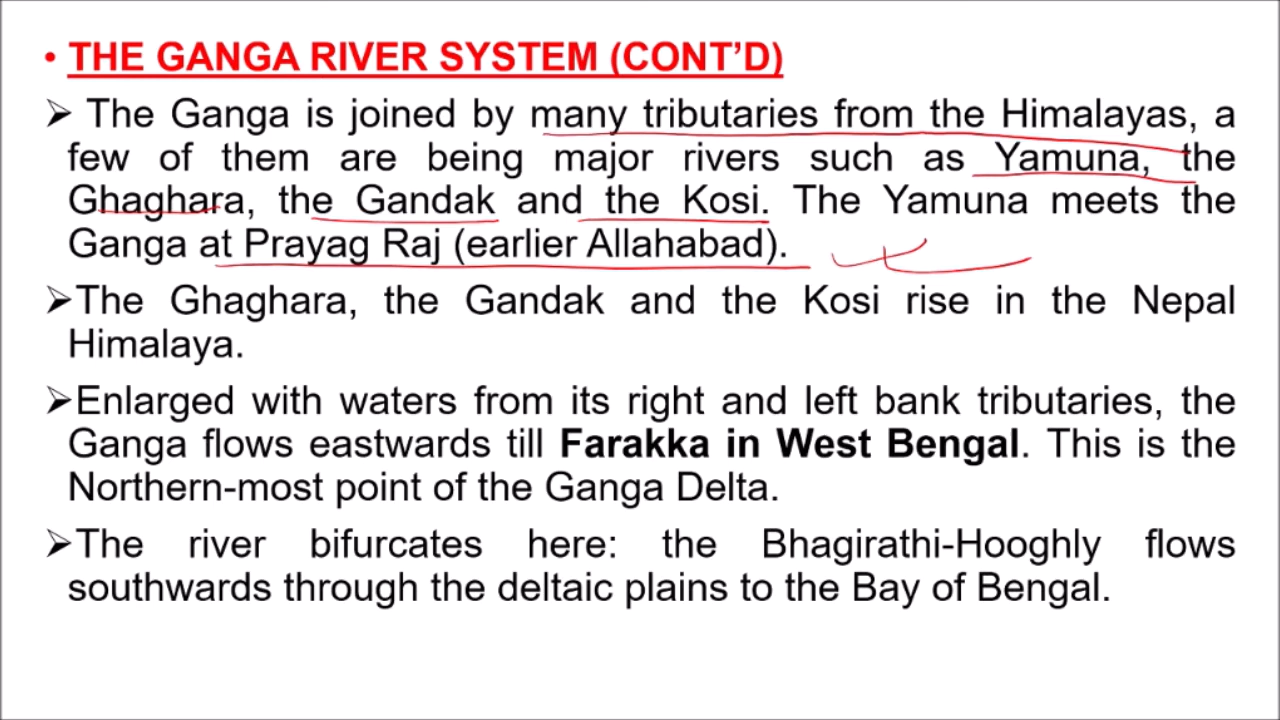 • THE GANGA RIVER SYSTEM (CONT’D)
➢ The Ganga is joined by many tributaries from the Himalayas, a
few of them are being major rivers such as Yamuna, the
Ghaghara, the Gandak and the Kosi. The Yamuna meets the
Ganga at Prayag Raj (earlier Allahabad).
➢The Ghaghara, the Gandak and the Kosi rise in the Nepal
Himalaya.
➢Enlarged with waters from its right and left bank tributaries, the
Ganga flows eastwards till Farakka in West Bengal. This is the
Northern-most point of the Ganga Delta.
➢The river bifurcates here: the Bhagirathi-Hooghly flows
southwards through the deltaic plains to the Bay of Bengal.